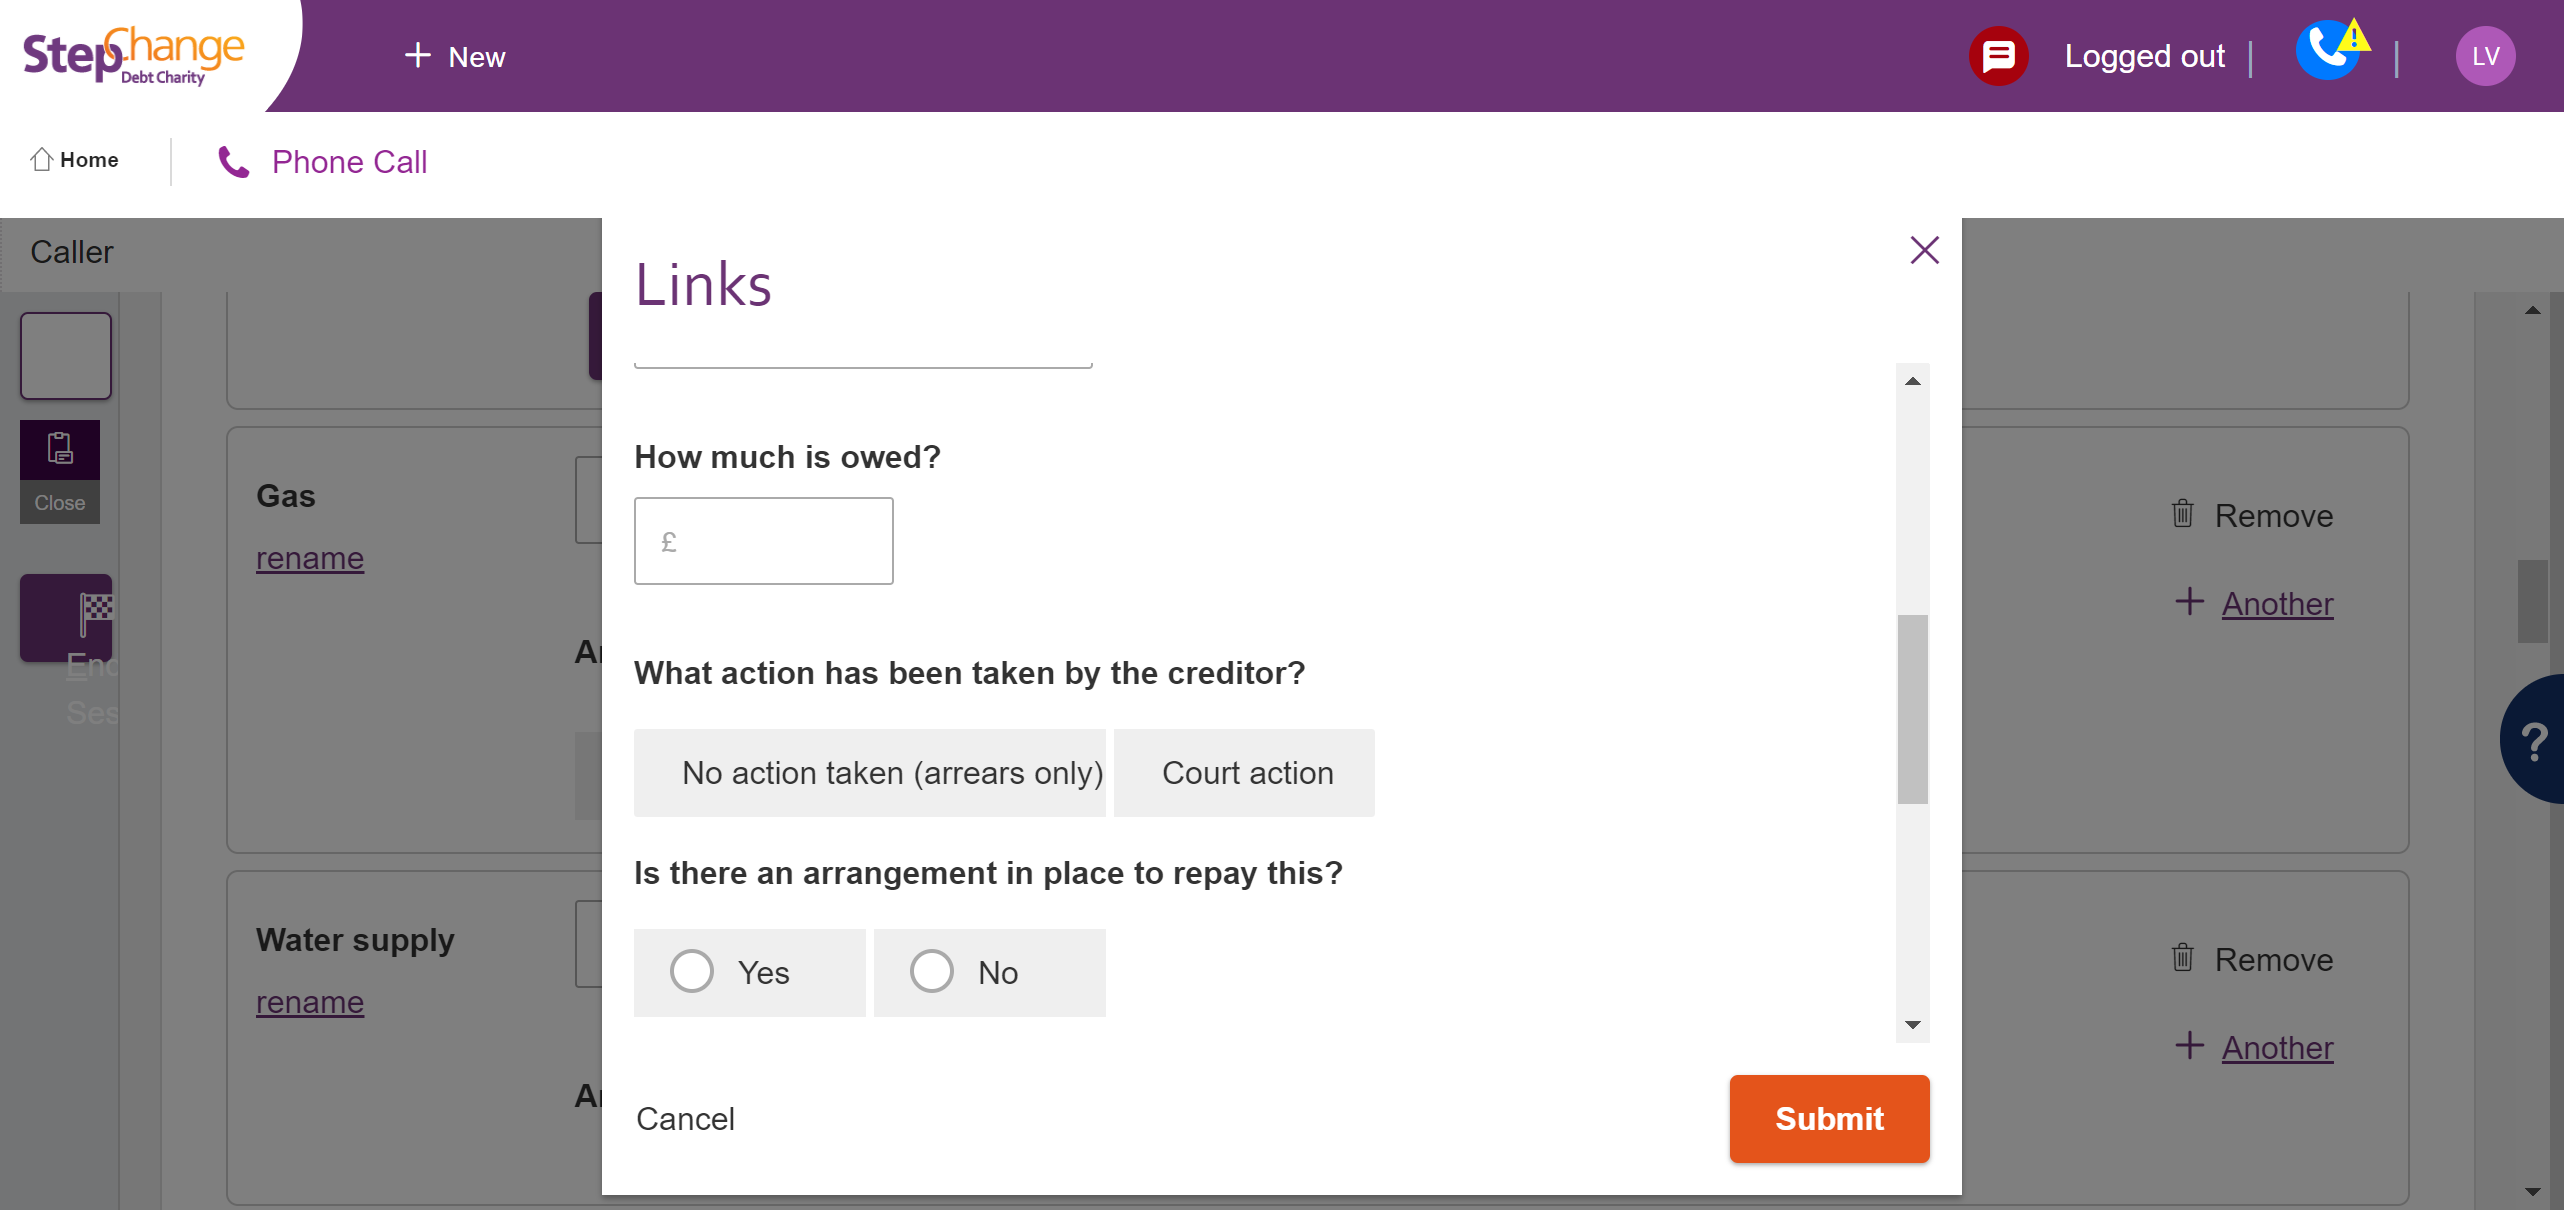 StepChange
Debt Charity
+ New
Logged out
LV
Home
Phone Call
Caller
Links
How much is owed?
£
What action has been taken by the creditor?
No action taken (arrears only)
Court action
Is there an arrangement in place to repay this?
Yes
No
Cancel
Submit
Close
Gas
rename
Remove
+ Another
Water supply
rename
Remove
+ Another
?